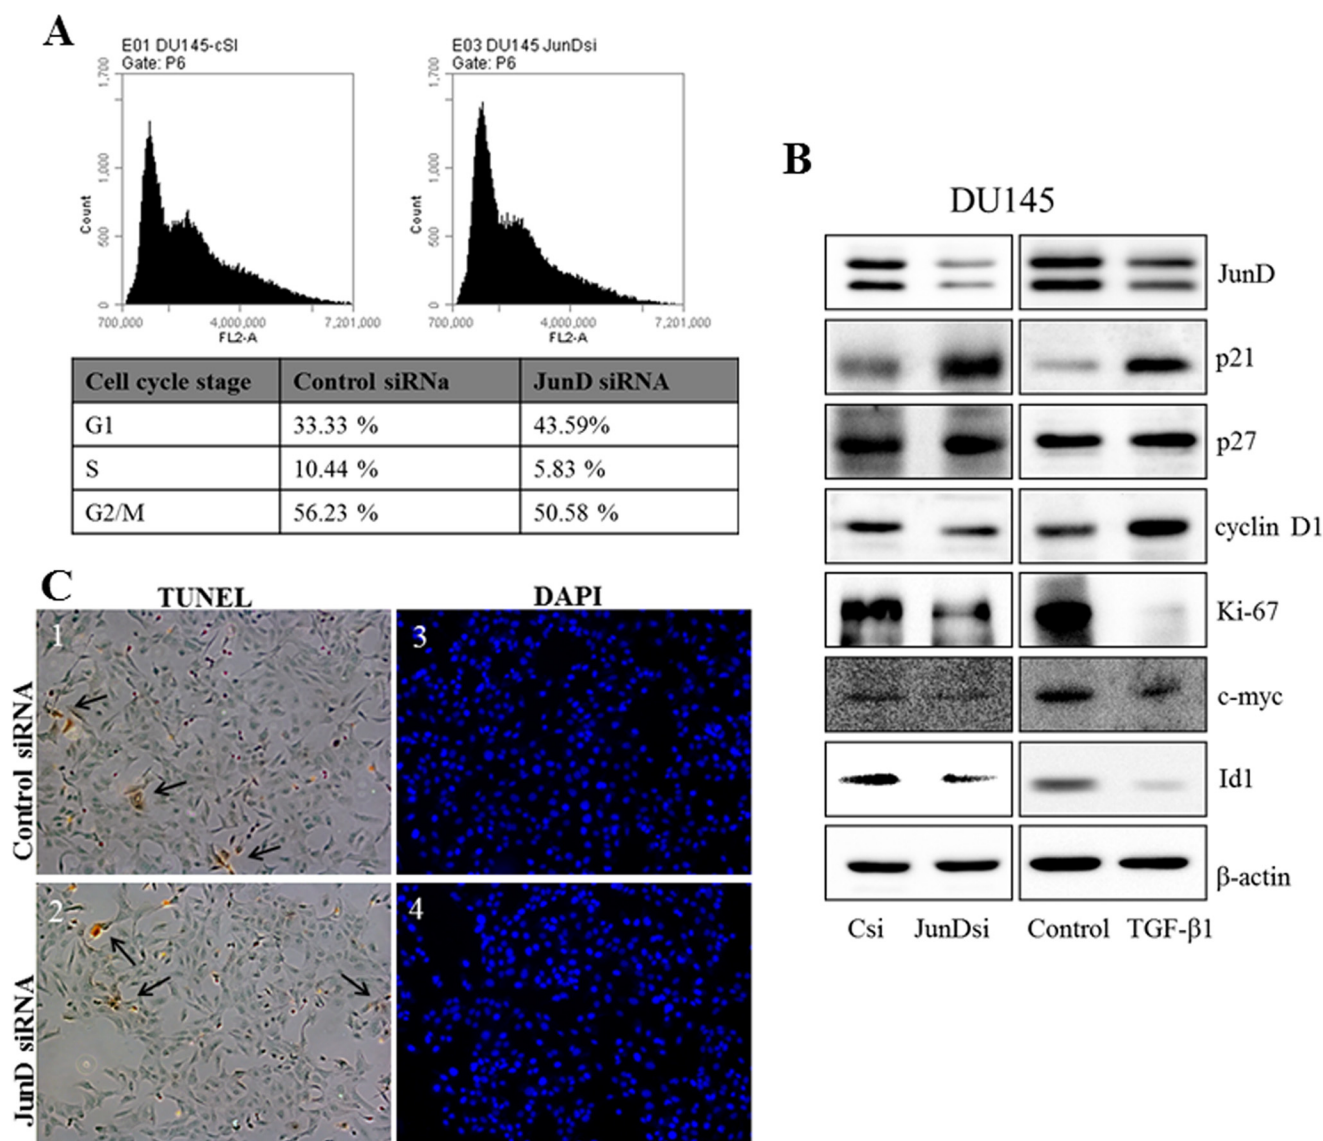 A
E01 DU145-cSI
Gate: P6
1,700
1,000
500
0
Count
700,000
4,000,000
7,201,000
FL2-A
E03 DU145 JunDsi
Gate: P6
1,700
1,000
500
0
Count
700,000
4,000,000
7,201,000
FL2-A
Cell cycle stage Control siRNa JunD siRNA
G1 33.33 % 43.59%
S 10.44 % 5.83 %
G2/M 56.23 % 50.58 %
B
DU145
JunD
p21
p27
cyclin D1
Ki-67
c-myc
Id1
β-actin
Csi JunDsi Control TGF-β1
C
TUNEL DAPI
Control siRNA
1
3
JunD siRNA
2
4